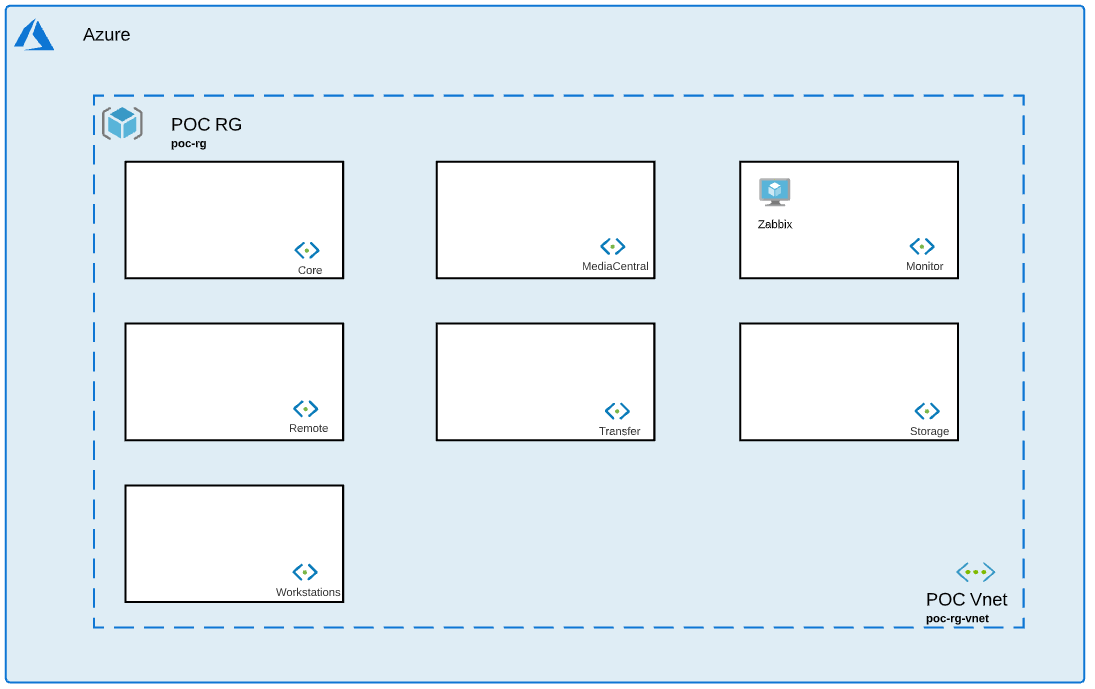 Azure
POC RG
poc-rg
Core
MediaCentral
Zabbix
Monitor
Remote
Transfer
Storage
Workstations
POC Vnet
poc-rg-vnet